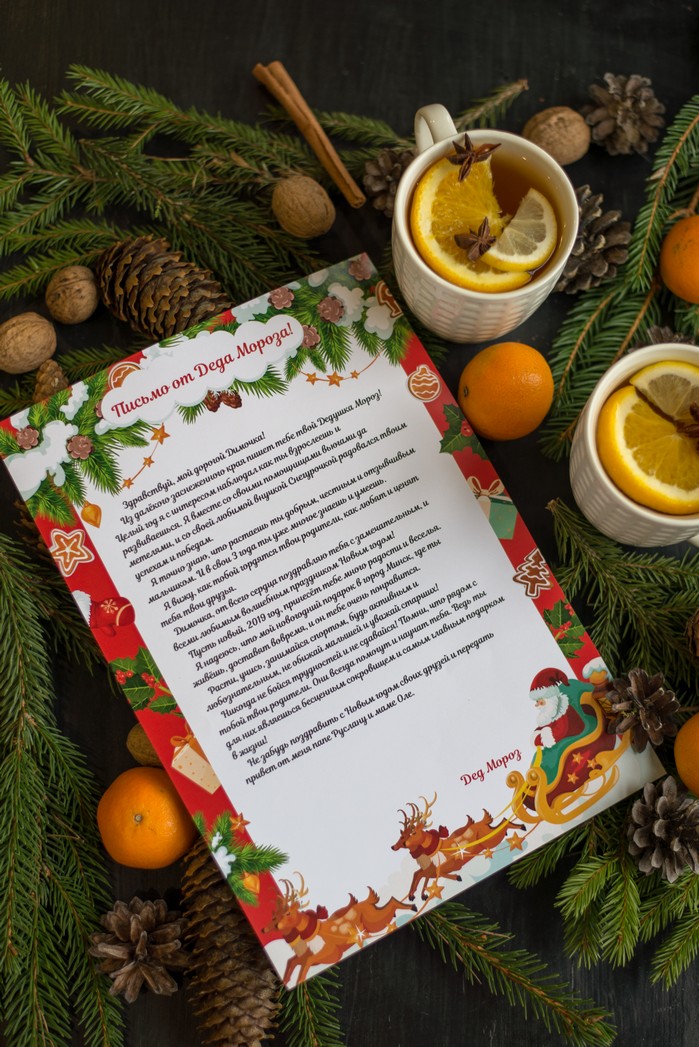 Письмо от Деда Мороза!
Здравствуй, мой дорогой Димочка!
Из далёкого заснеженного края пишет тебе твой Дедушка Мороз!
Целый год я с интересом наблюдал как ты взрослеешь и
развиваешься. Я вместе со своими помощницами вьюнами да
метелями, и со своей любимой внучкой Снегурочкой радовался твоим
успехам и победам.
Я точно знаю, что растаешь ты добрым, честным и отзывчивым
мальчиком. И в свои 3 года ты уже многое знаешь и умеешь.
Я вижу, как тобой гордятся твои родители, как любит и ценят
тебя твои друзья.
Димочка, от всего сердца поздравляю тебя с замечательным, и
всеми любимым волшебным праздником Новым годом!
Пусть новый, 2019 год, принесёт тебе много радости и веселья.
Я надеюсь, что мой новогодний подарок в город Минск, где ты
живёшь, доставят вовремя, и он тебе очень понравится.
Расти, учись, занимайся спортом, будь активным и
любознательным, не обижай малышей и уважай старших!
Никогда не бойся трудностей и не сдавайся! Помни, что рядом с
тобой твои родители. Они всегда помогут и научат тебя. Ведь ты
для них являешься бесценным сокровищем и самым главным подарком
в жизни!
Не забудь поздравить с Новым годом своих друзей и передать
привет от меня папе Руслану и маме Оле.
Дед Мороз